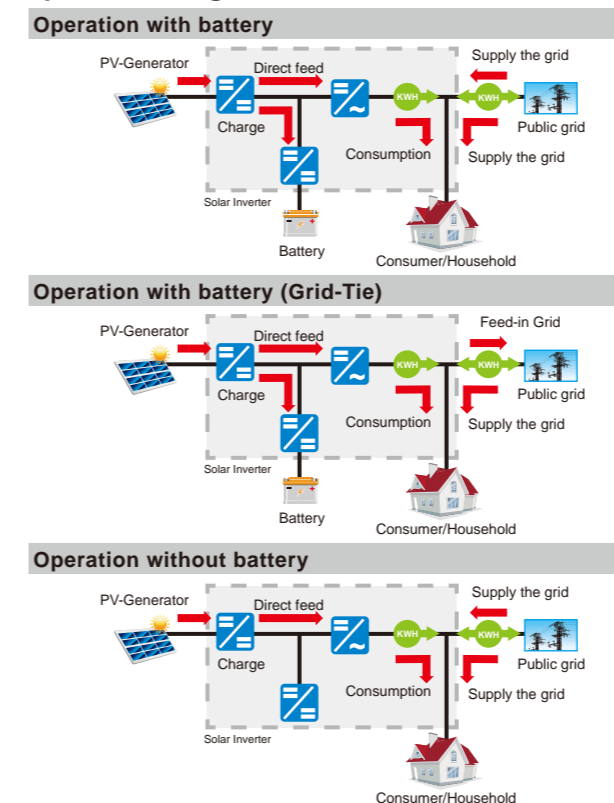 Operation with battery
PV-Generator
Direct feed
Supply the grid
KWH
KWH
Charge
Consumption
Public grid
Supply the grid
Solar Inverter
Battery
Consumer/Household
Operation with battery (Grid-Tie)
PV-Generator
Direct feed
Feed-in Grid
KWH
KWH
Charge
Consumption
Public grid
Supply the grid
Solar Inverter
Battery
Consumer/Household
Operation without battery
PV-Generator
Direct feed
Supply the grid
KWH
KWH
Charge
Consumption
Public grid
Supply the grid
Solar Inverter
Consumer/Household